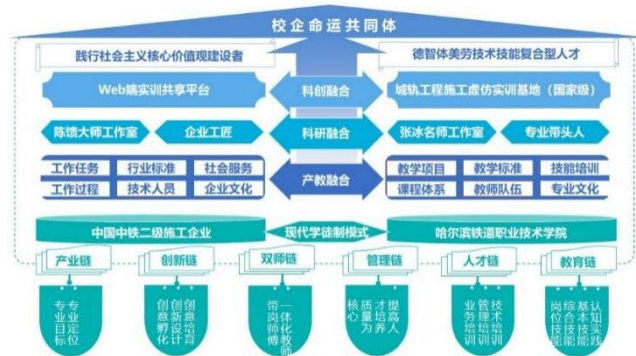 校企命运共同体
践行社会主义核心价值观建设者
德智体美劳技术技能复合型人才
Web端实训共享平台
科创融合
城轨工程施工虚仿实训基地（国家级）
陈馈大师工作室
企业工匠
科研融合
张冰名师工作室
专业带头人
工作任务
行业标准
社会服务
产教融合
教学项目
教学标准
技能培训
工作过程
技术人员
企业文化
课程体系
教师队伍
专业文化
中国中铁二级施工企业
现代学徒制模式
哈尔滨铁道职业技术学院
产业链
创新链
双师链
管理链
人才链
教育链
专业定位
专业目标
创意培育
创新设计
创意孵化
一体化教师
带岗师傅
提高人
才培养
质量为
核心
技术培训
管理培训
业务培训
认知实践
基本技能
综合技能
岗位技能